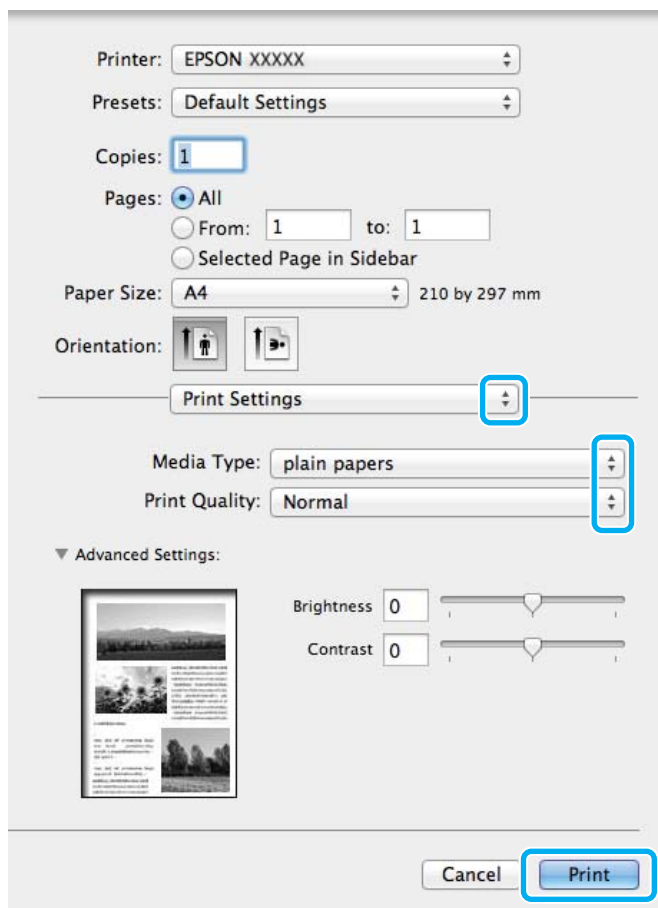 Printer: EPSON XXXXX
Presets: Default Settings
Copies: 1
Pages: All
From: 1 to: 1
Selected Page in Sidebar
Paper Size: A4 210 by 297 mm
Orientation:
Print Settings
Media Type: plain papers
Print Quality: Normal
Advanced Settings:
Brightness 0
Contrast 0
Cancel Print